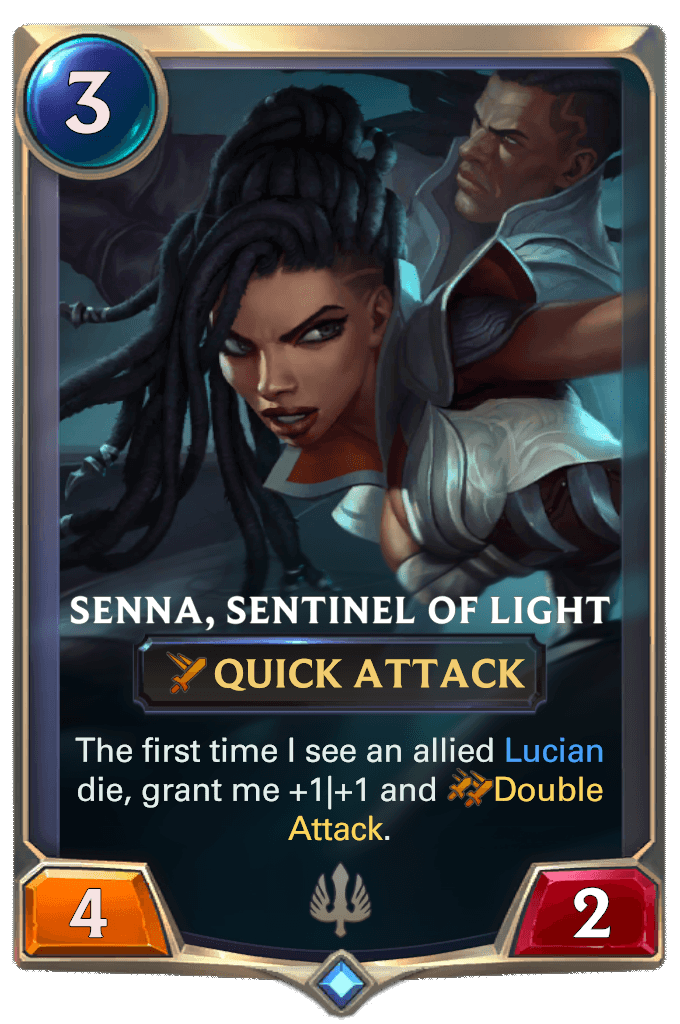 3
SENNA, SENTINEL OF LIGHT
QUICK ATTACK
The first time I see an allied Lucian
die, grant me +1|+1 and Double
Attack.
4
2